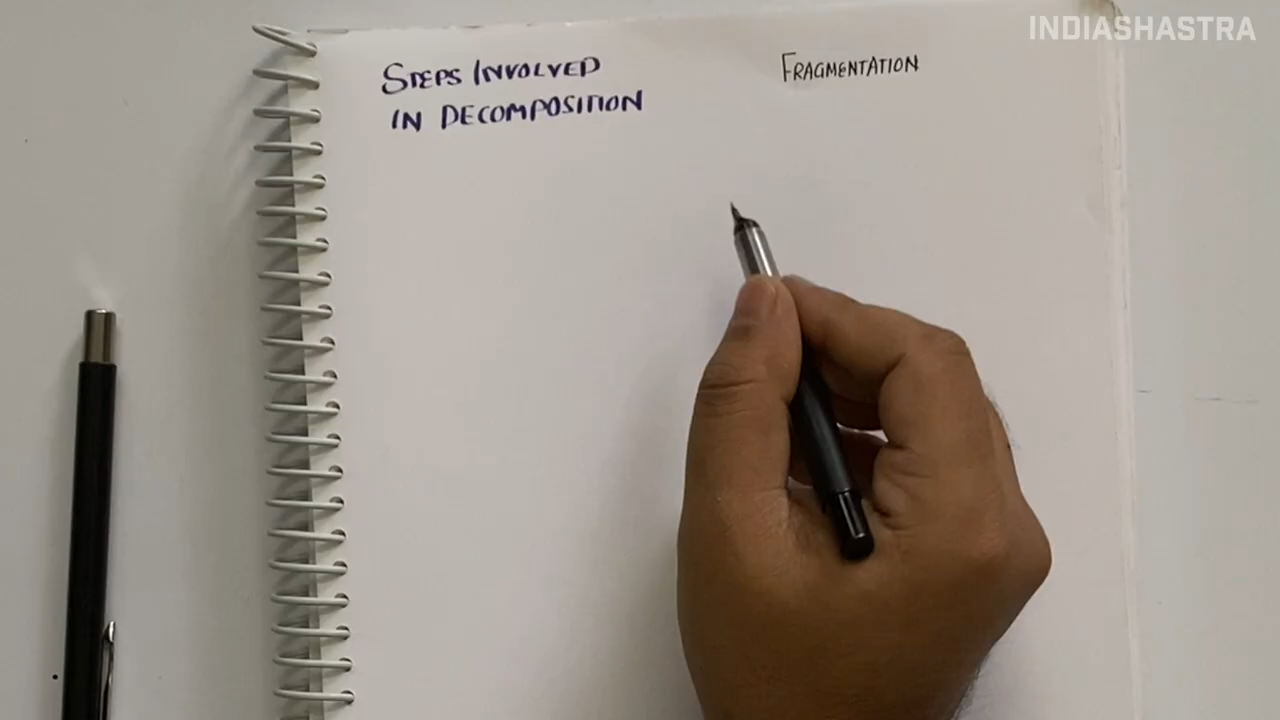 INDIASHASTRA
STEPS INVOLVED
IN DECOMPOSITION
FRAGMENTATION